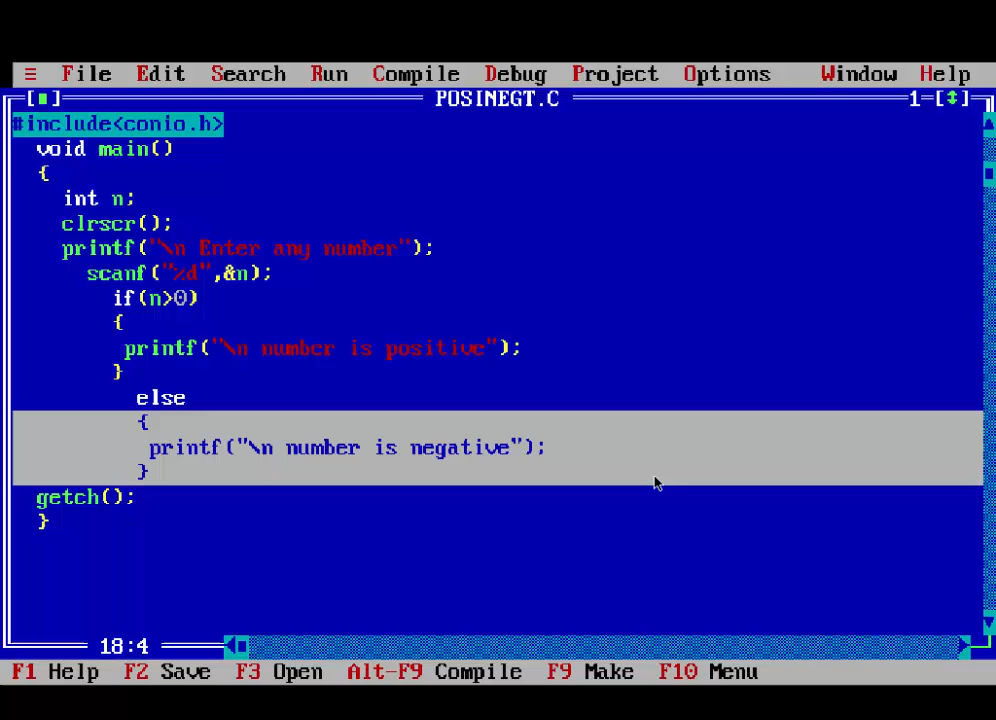 ≡ File Edit Search Run Compile Debug Project Options Window Help
[■] POSINEGT.C 1=[↕]
#include<conio.h>
void main()
{
int n;
clrscr();
printf("\n Enter any number");
scanf("%d",&n);
if(n>0)
{
printf("\n number is positive");
}
else
{
printf("\n number is negative");
}
getch();
}
18:4
F1 Help F2 Save F3 Open Alt-F9 Compile F9 Make F10 Menu